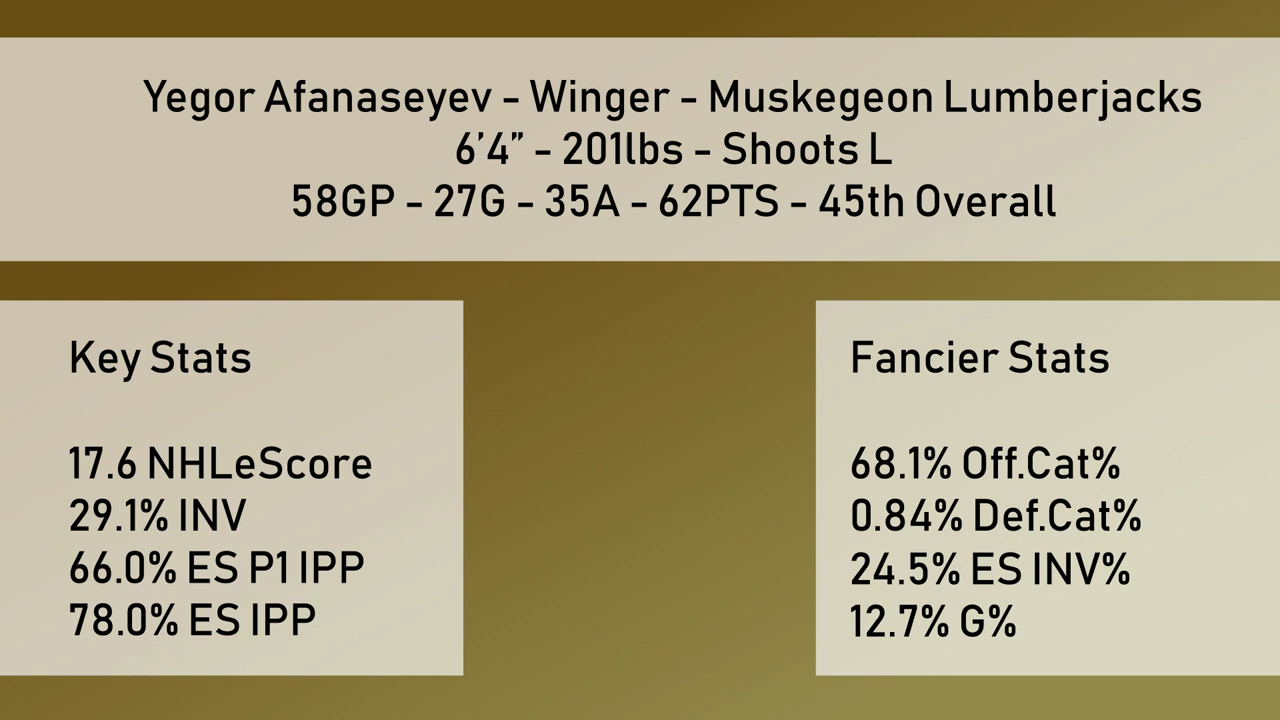 Yegor Afanaseyev - Winger - Muskegeon Lumberjacks
6’4” - 201lbs - Shoots L
58GP - 27G - 35A - 62PTS - 45th Overall
Key Stats
17.6 NHLeScore
29.1% INV
66.0% ES P1 IPP
78.0% ES IPP
Fancier Stats
68.1% Off.Cat%
0.84% Def.Cat%
24.5% ES INV%
12.7% G%